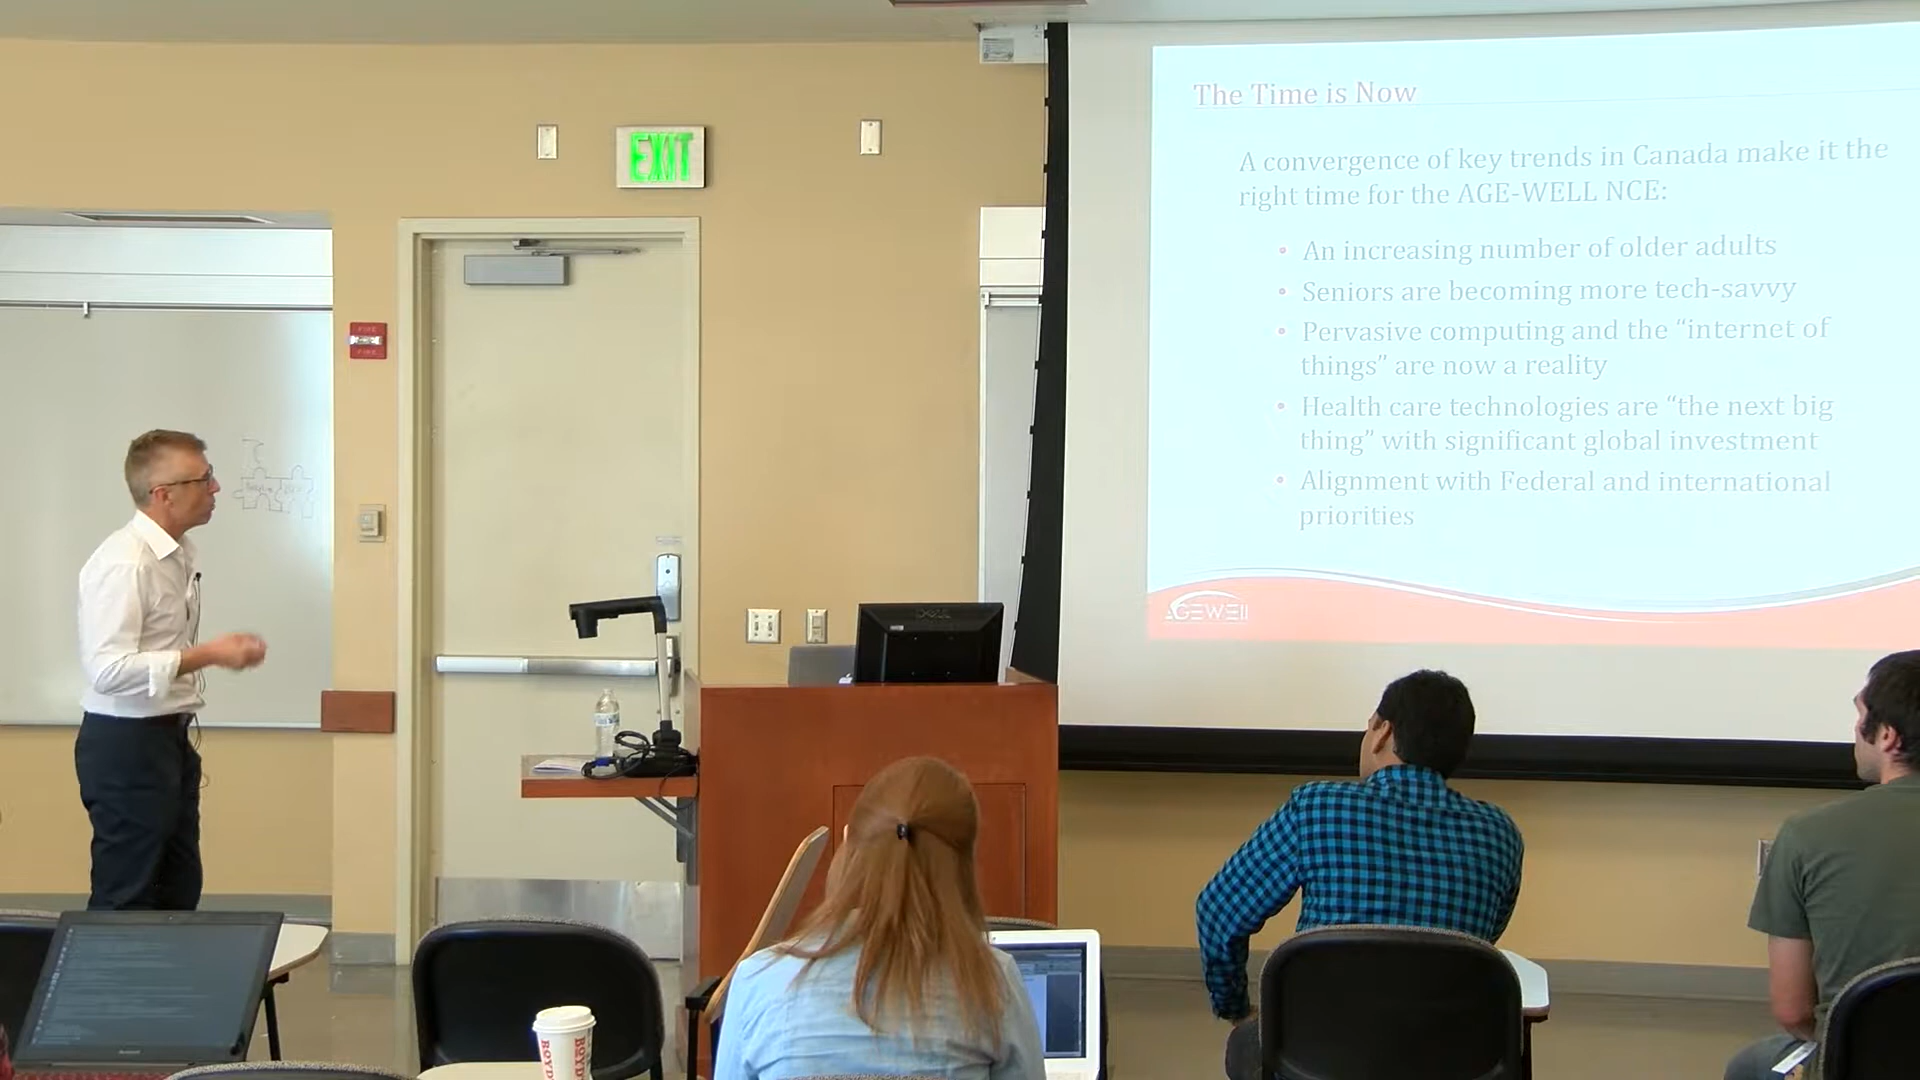 The Time is Now
A convergence of key trends in Canada make it the
right time for the AGE-WELL NCE:
• An increasing number of older adults
• Seniors are becoming more tech-savvy
• Pervasive computing and the “internet of
things” are now a reality
• Health care technologies are “the next big
thing” with significant global investment
• Alignment with Federal and international
priorities
AGEWELL
EXIT
FIRE
FIRE
DELL